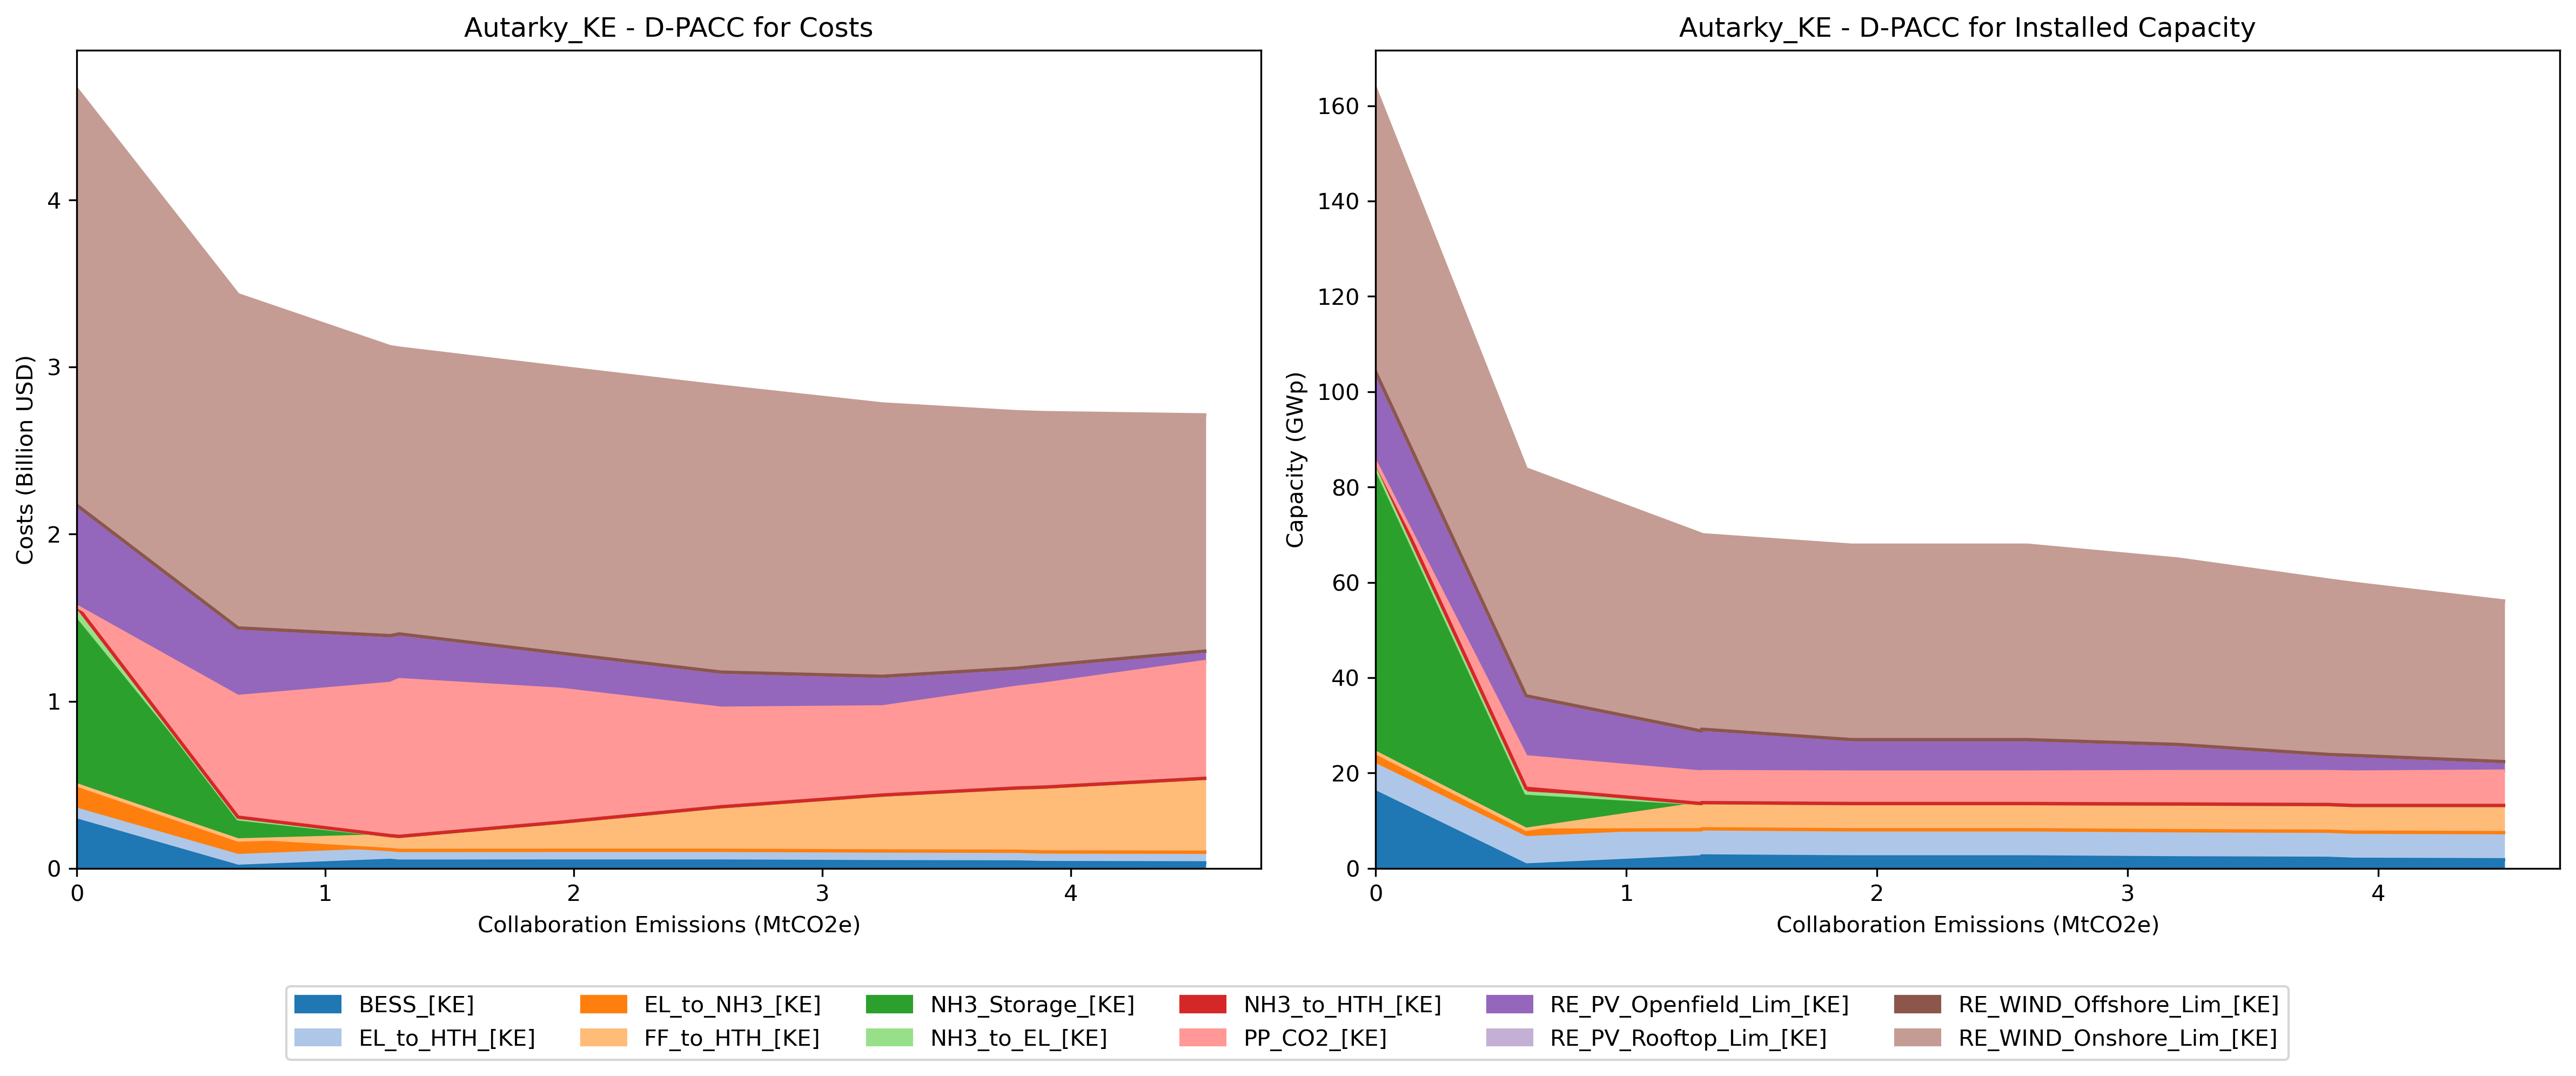 Autarky_KE - D-PACC for Costs
Costs (Billion USD)
4
3
2
1
0
0 1 2 3 4
Collaboration Emissions (MtCO2e)
Autarky_KE - D-PACC for Installed Capacity
Capacity (GWp)
160
140
120
100
80
60
40
20
0
0 1 2 3 4
Collaboration Emissions (MtCO2e)
BESS_[KE] EL_to_NH3_[KE] NH3_Storage_[KE] NH3_to_HTH_[KE] RE_PV_Openfield_Lim_[KE] RE_WIND_Offshore_Lim_[KE]
EL_to_HTH_[KE] FF_to_HTH_[KE] NH3_to_EL_[KE] PP_CO2_[KE] RE_PV_Rooftop_Lim_[KE] RE_WIND_Onshore_Lim_[KE]